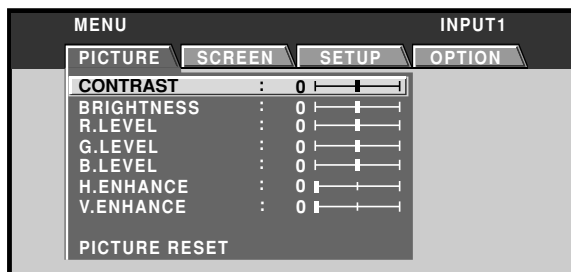 MENU INPUT1
PICTURE SCREEN SETUP OPTION
CONTRAST : 0
BRIGHTNESS : 0
R.LEVEL : 0
G.LEVEL : 0
B.LEVEL : 0
H.ENHANCE : 0
V.ENHANCE : 0
PICTURE RESET